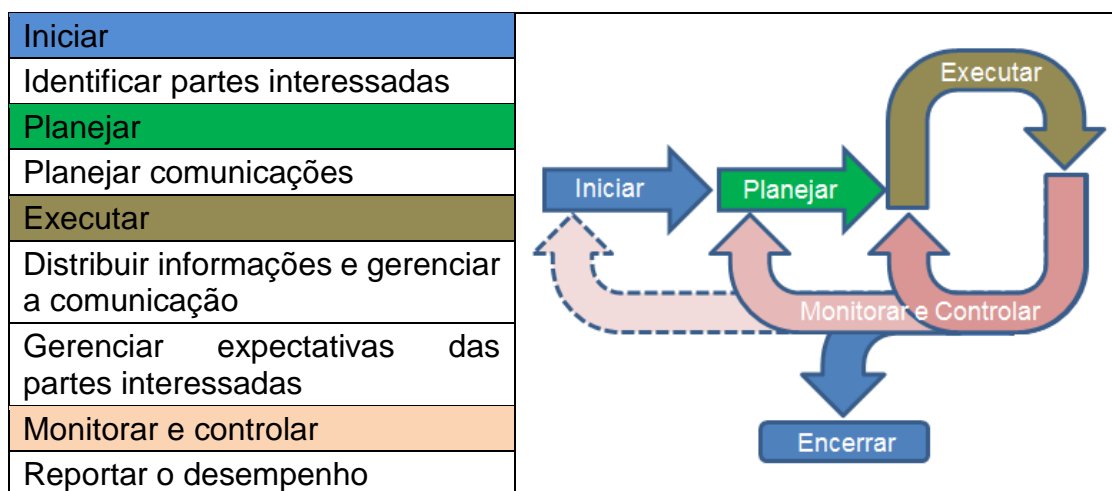 Iniciar
Identificar partes interessadas
Planejar
Planejar comunicações
Executar
Distribuir informações e gerenciar
a comunicação
Gerenciar expectativas das
partes interessadas
Monitorar e controlar
Reportar o desempenho
Executar
Iniciar
Planejar
Monitorar e Controlar
Encerrar